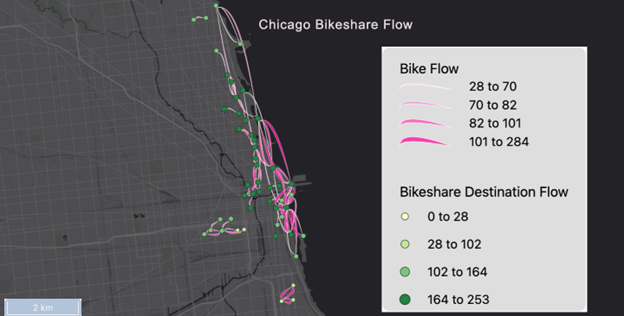 Chicago Bikeshare Flow
Bike Flow
28 to 70
70 to 82
82 to 101
101 to 284
Bikeshare Destination Flow
0 to 28
28 to 102
102 to 164
164 to 253
2 km